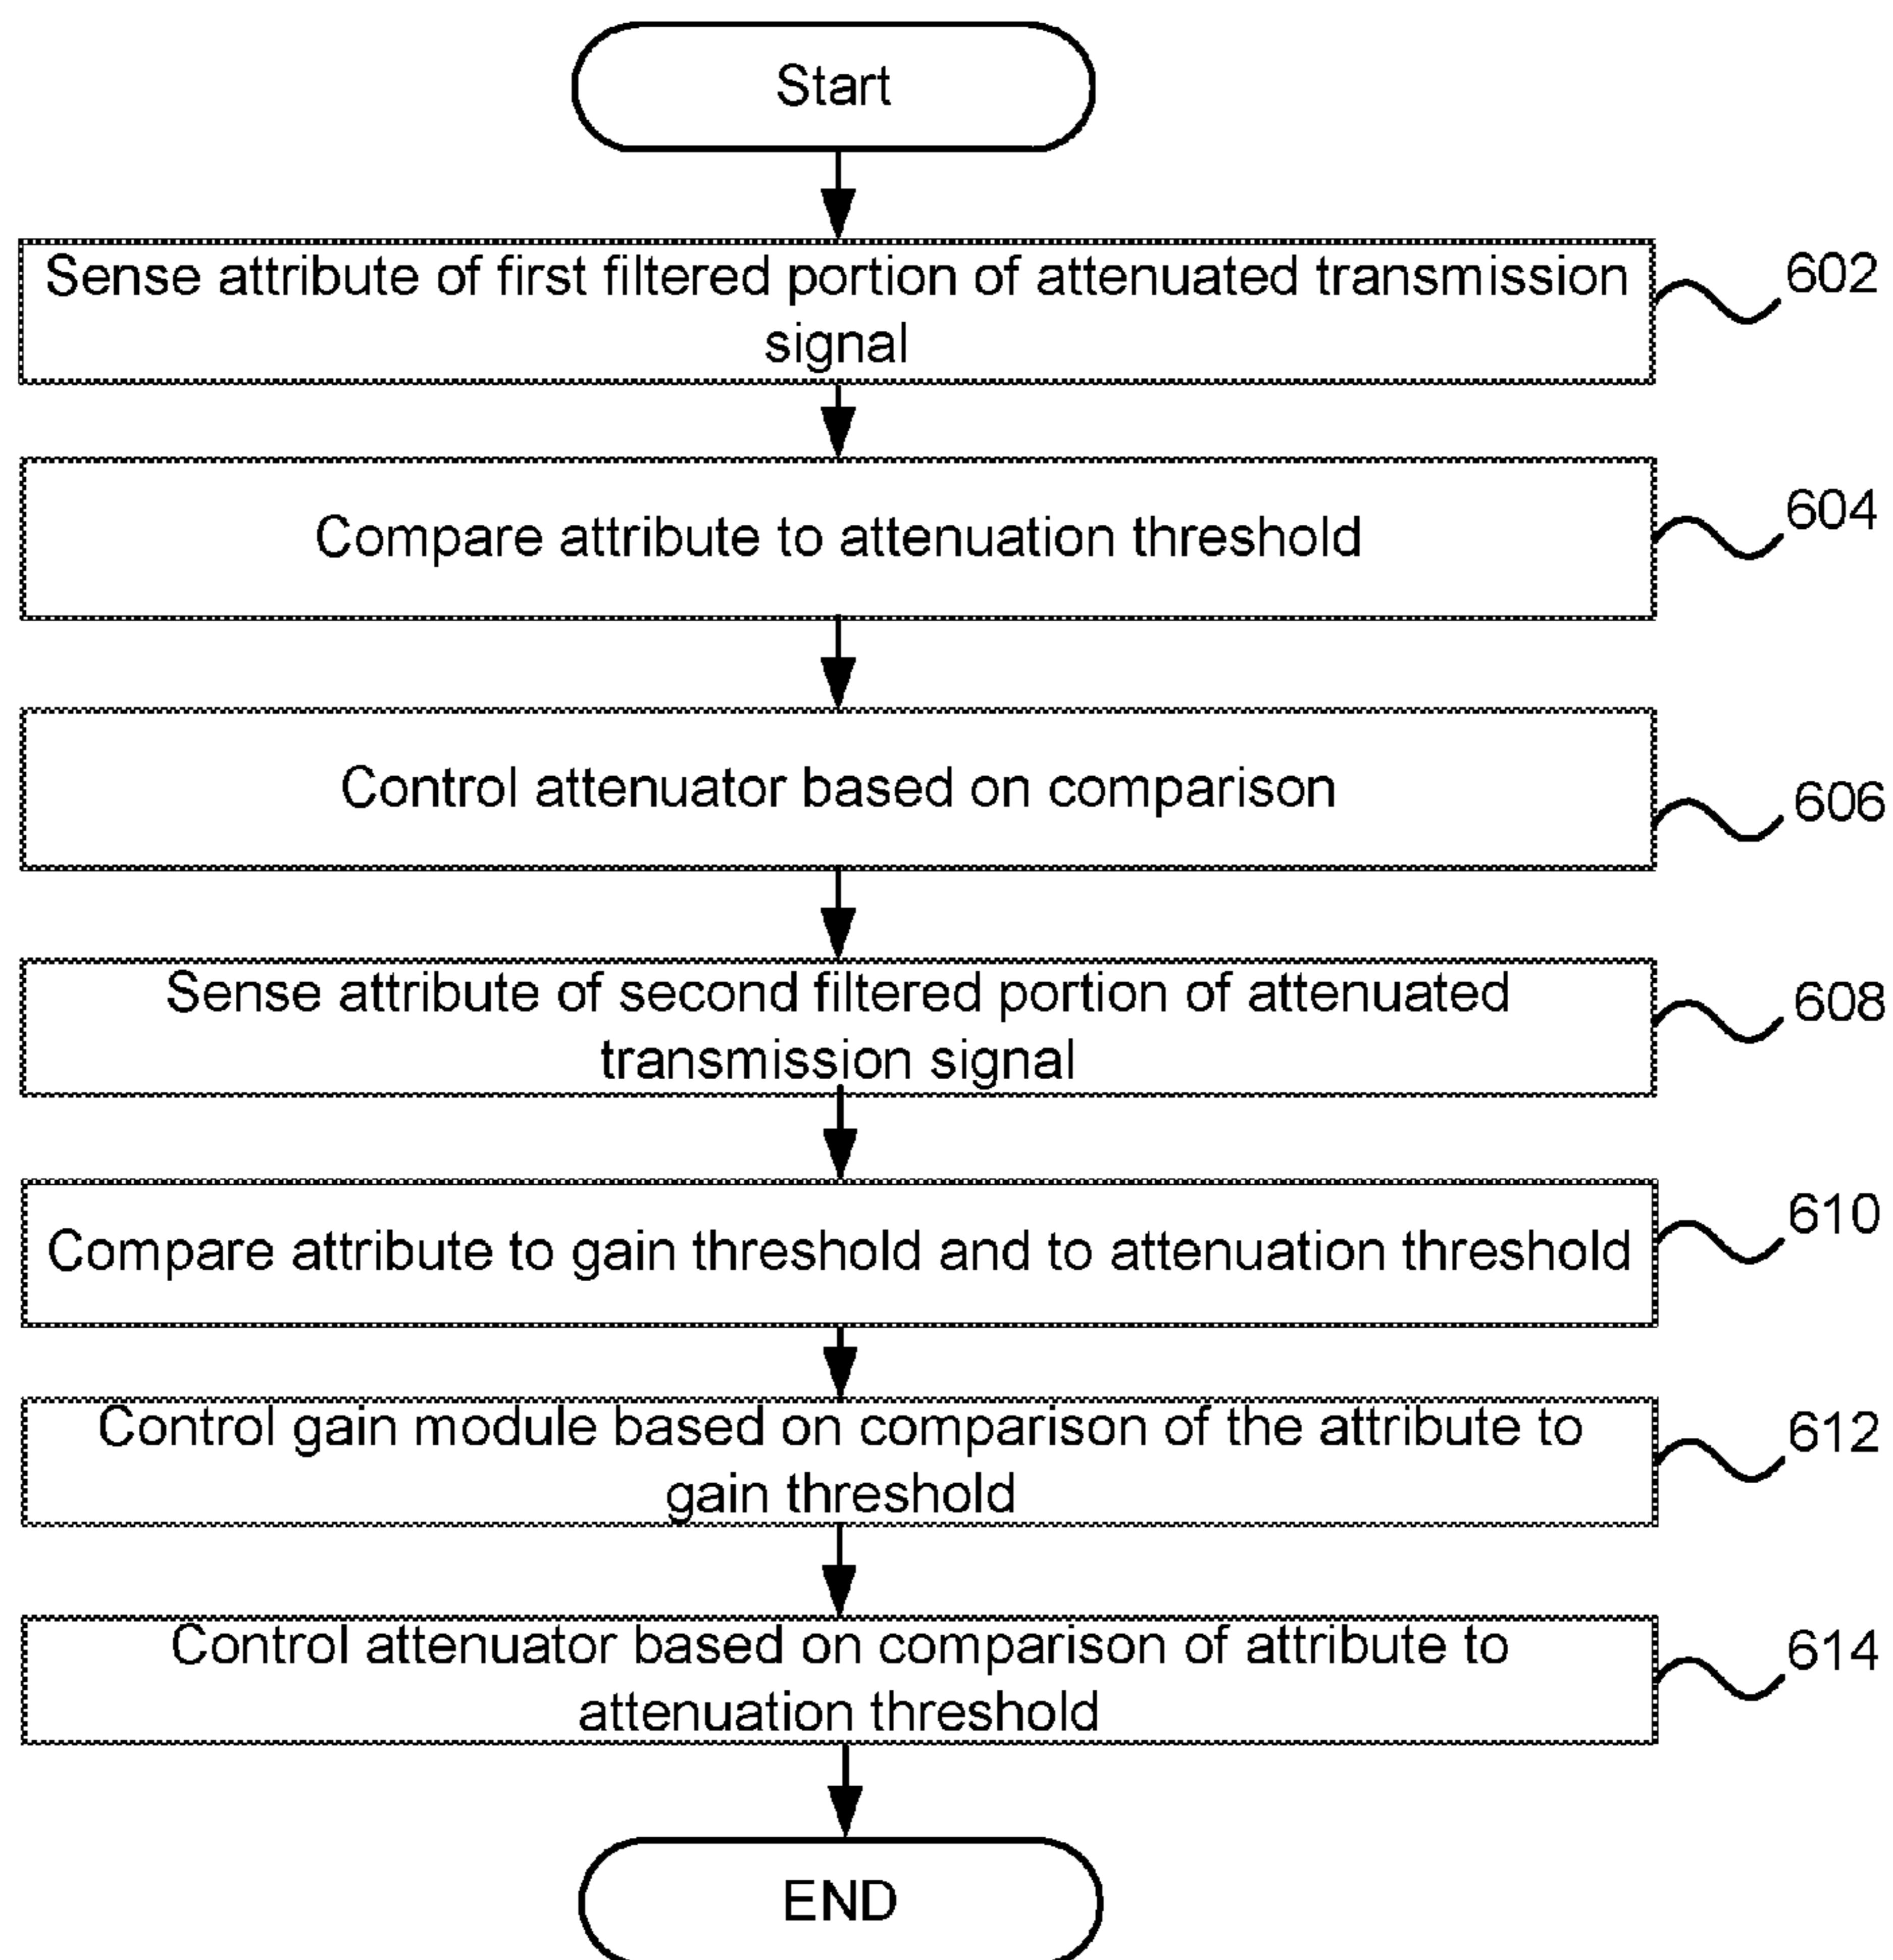 Start
Sense attribute of first filtered portion of attenuated transmission
signal
602
Compare attribute to attenuation threshold
604
Control attenuator based on comparison
606
Sense attribute of second filtered portion of attenuated
transmission signal
608
Compare attribute to gain threshold and to attenuation threshold
610
Control gain module based on comparison of the attribute to
gain threshold
612
Control attenuator based on comparison of attribute to
attenuation threshold
614
END